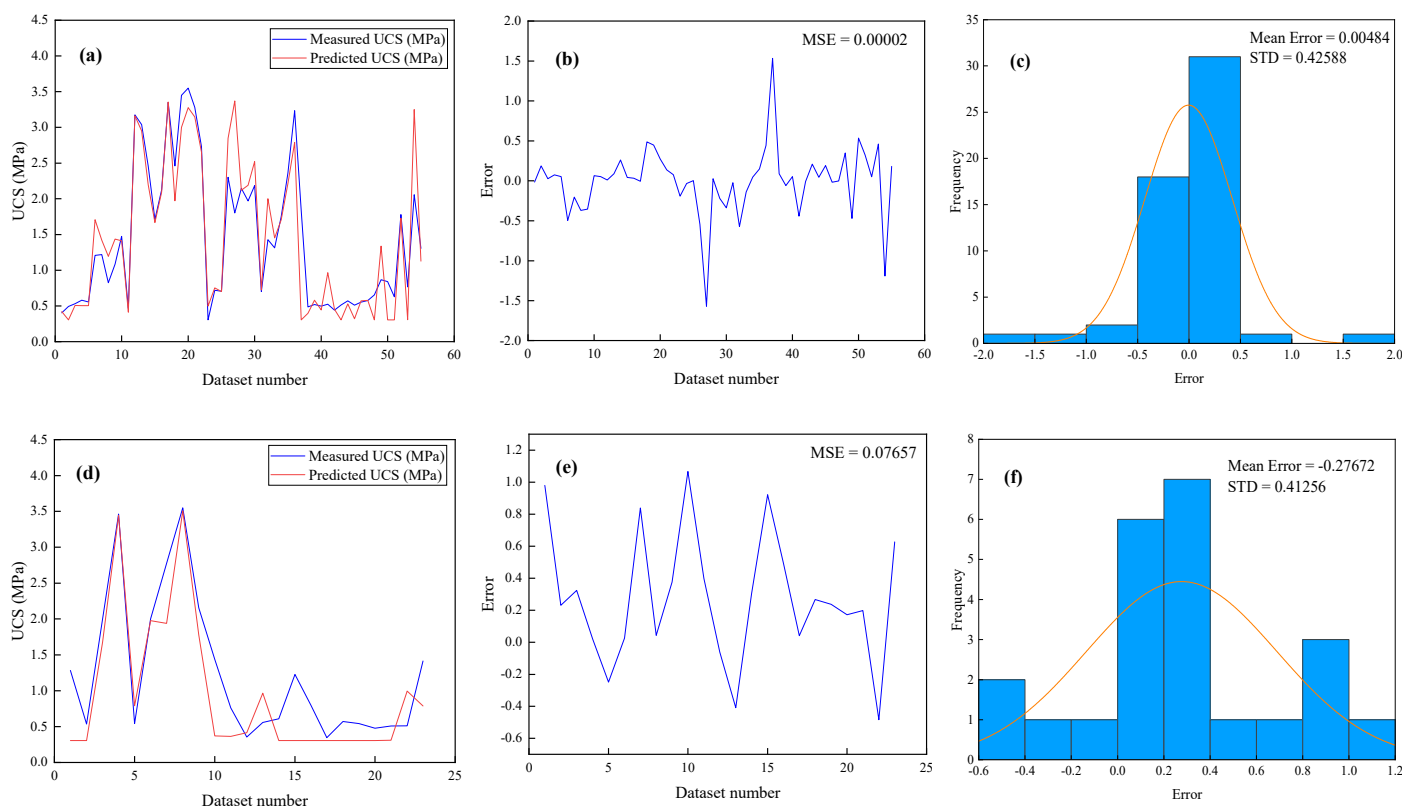 (a)
Measured UCS (MPa)
Predicted UCS (MPa)
4.5
4.0
3.5
3.0
2.5
2.0
1.5
1.0
0.5
0.0
UCS (MPa)
0 10 20 30 40 50 60
Dataset number
(b)
MSE = 0.00002
2.0
1.5
1.0
0.5
0.0
-0.5
-1.0
-1.5
-2.0
Error
0 10 20 30 40 50 60
Dataset number
(c)
Mean Error = 0.00484
STD = 0.42588
35
30
25
20
15
10
5
0
Frequency
-2.0 -1.5 -1.0 -0.5 0.0 0.5 1.0 1.5 2.0
Error
(d)
Measured UCS (MPa)
Predicted UCS (MPa)
4.5
4.0
3.5
3.0
2.5
2.0
1.5
1.0
0.5
0.0
UCS (MPa)
0 5 10 15 20 25
Dataset number
(e)
MSE = 0.07657
1.2
1.0
0.8
0.6
0.4
0.2
0.0
-0.2
-0.4
-0.6
Error
0 5 10 15 20 25
Dataset number
(f)
Mean Error = -0.27672
STD = 0.41256
8
7
6
5
4
3
2
1
0
Frequency
-0.6 -0.4 -0.2 0.0 0.2 0.4 0.6 0.8 1.0 1.2
Error